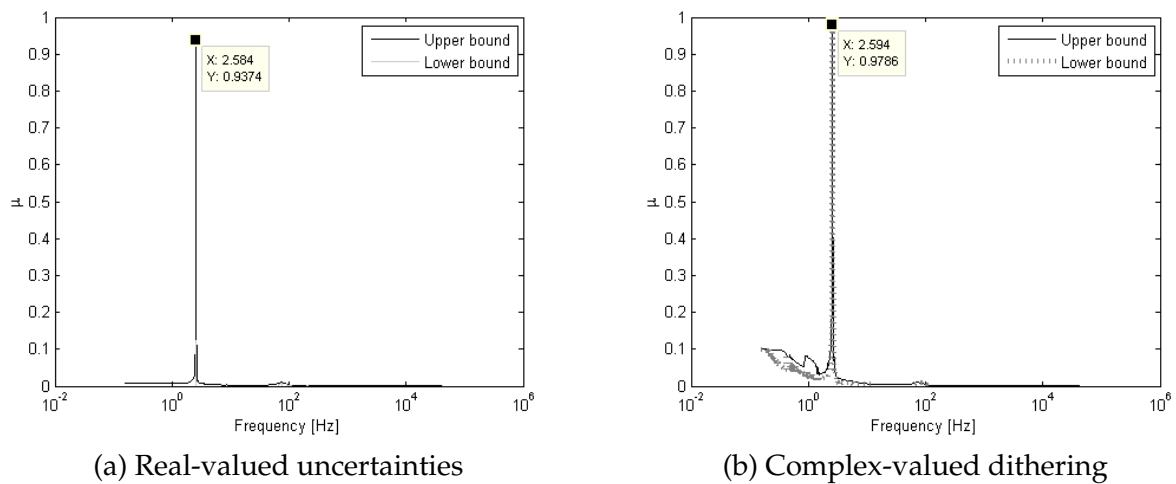 1
0.9
0.8
0.7
0.6
0.5
0.4
0.3
0.2
0.1
0
μ
X: 2.584
Y: 0.9374
Upper bound
Lower bound
10^-2
10^0
10^2
10^4
10^6
Frequency [Hz]
(a) Real-valued uncertainties
1
0.9
0.8
0.7
0.6
0.5
0.4
0.3
0.2
0.1
0
μ
X: 2.594
Y: 0.9786
Upper bound
Lower bound
10^-2
10^0
10^2
10^4
10^6
Frequency [Hz]
(b) Complex-valued dithering